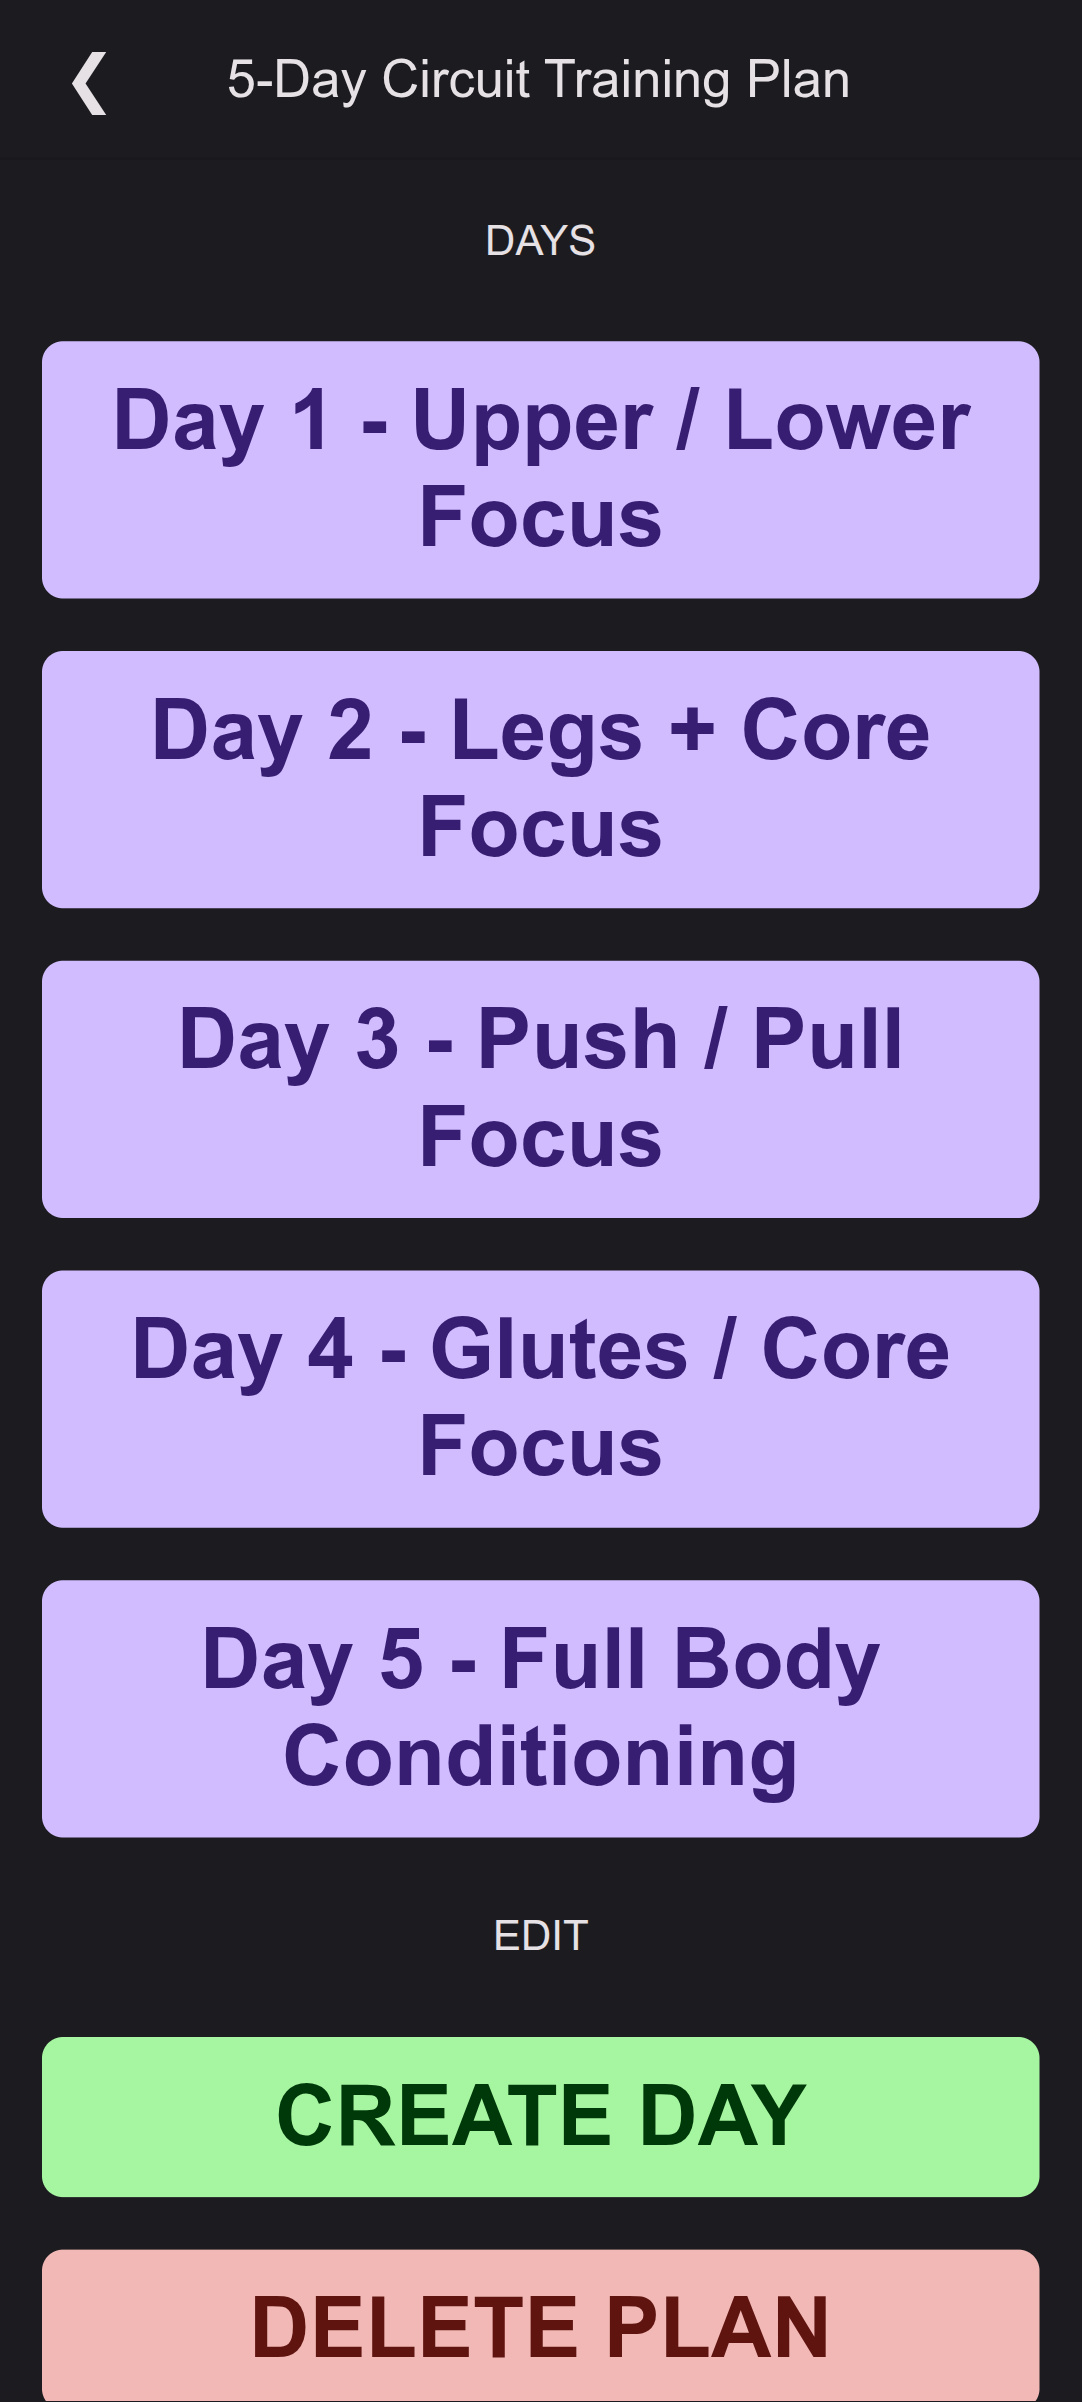 ❮ 5-Day Circuit Training Plan
DAYS
Day 1 - Upper / Lower
Focus
Day 2 - Legs + Core
Focus
Day 3 - Push / Pull
Focus
Day 4 - Glutes / Core
Focus
Day 5 - Full Body
Conditioning
EDIT
CREATE DAY
DELETE PLAN